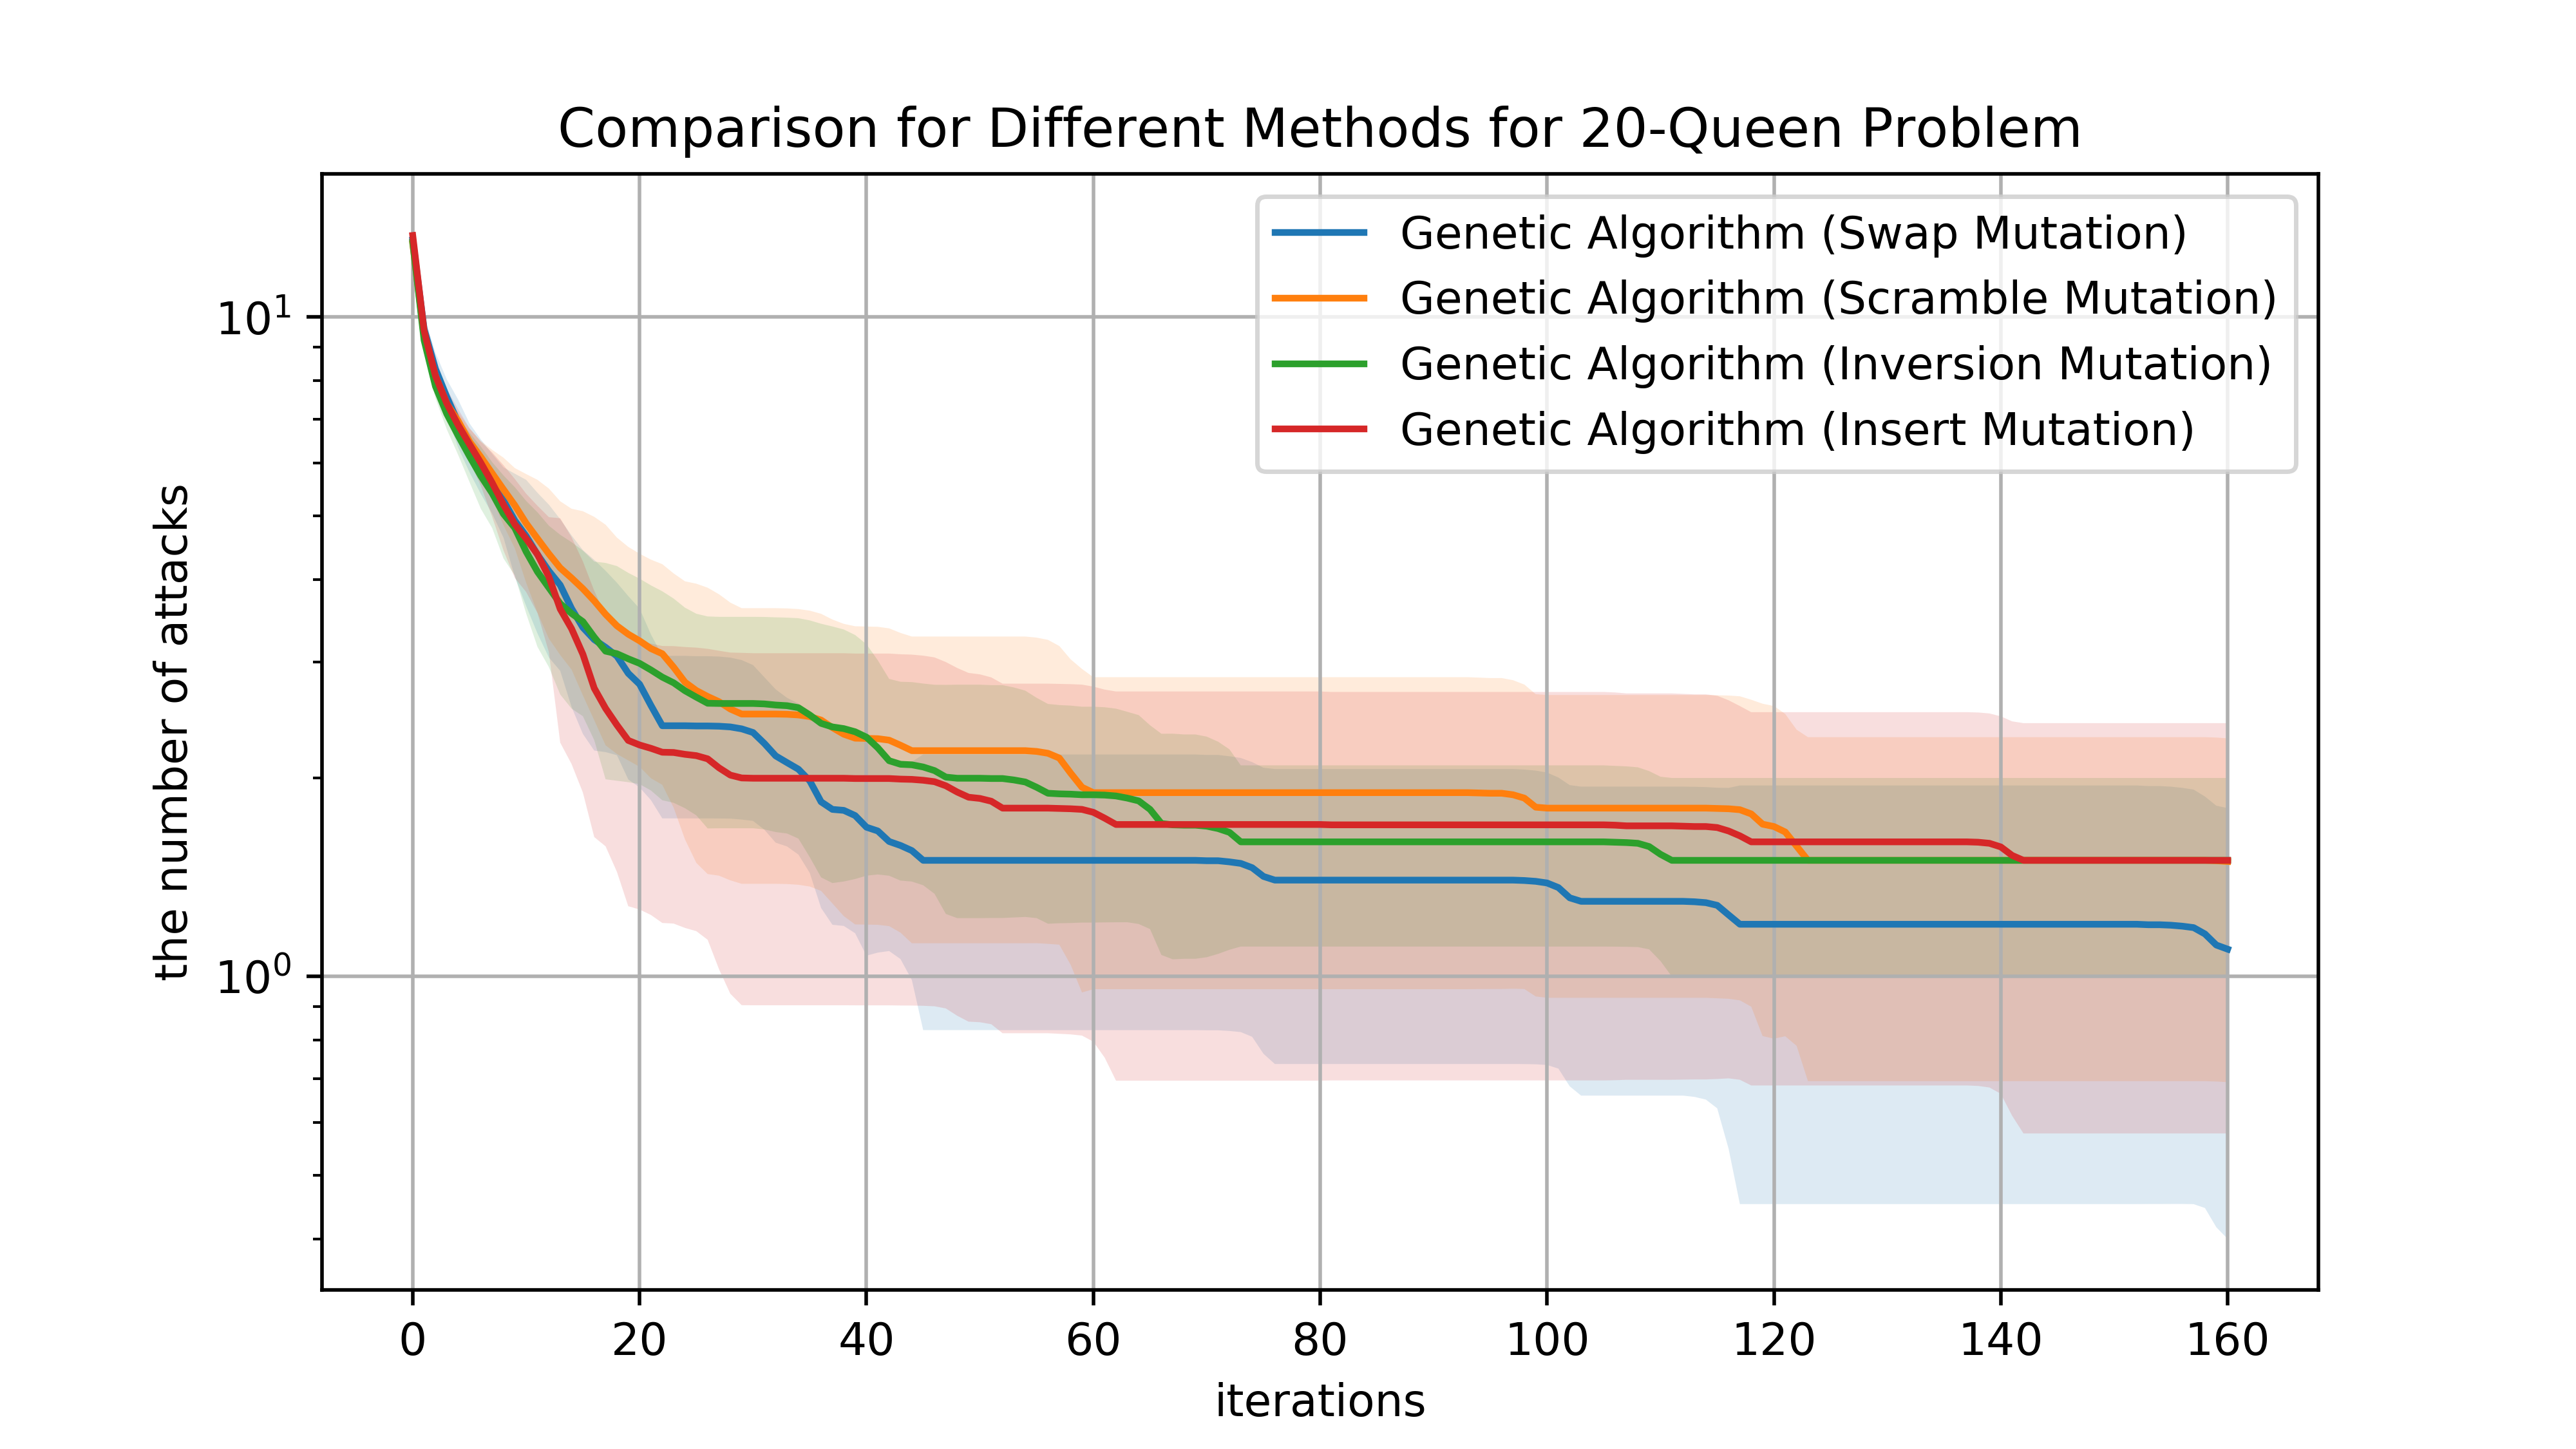 Comparison for Different Methods for 20-Queen Problem
Genetic Algorithm (Swap Mutation)
Genetic Algorithm (Scramble Mutation)
Genetic Algorithm (Inversion Mutation)
Genetic Algorithm (Insert Mutation)
the number of attacks
10¹
10⁰
0 20 40 60 80 100 120 140 160
iterations